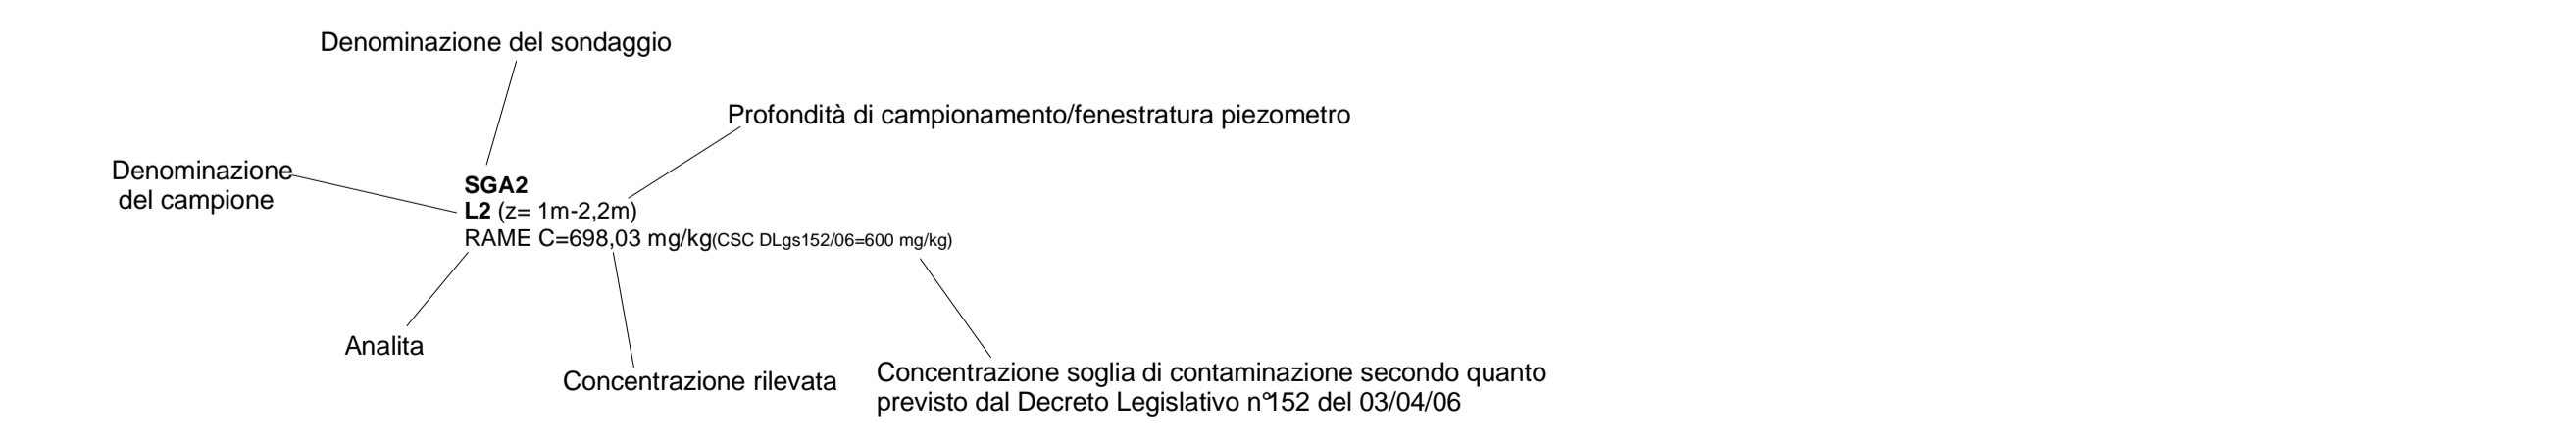 Denominazione del sondaggio
Profondità di campionamento/fenestratura piezometro
Denominazione
del campione
SGA2
L2 (z= 1m-2,2m)
RAME C=698,03 mg/kg(CSC DLgs152/06=600 mg/kg)
Analita
Concentrazione rilevata
Concentrazione soglia di contaminazione secondo quanto
previsto dal Decreto Legislativo n°152 del 03/04/06